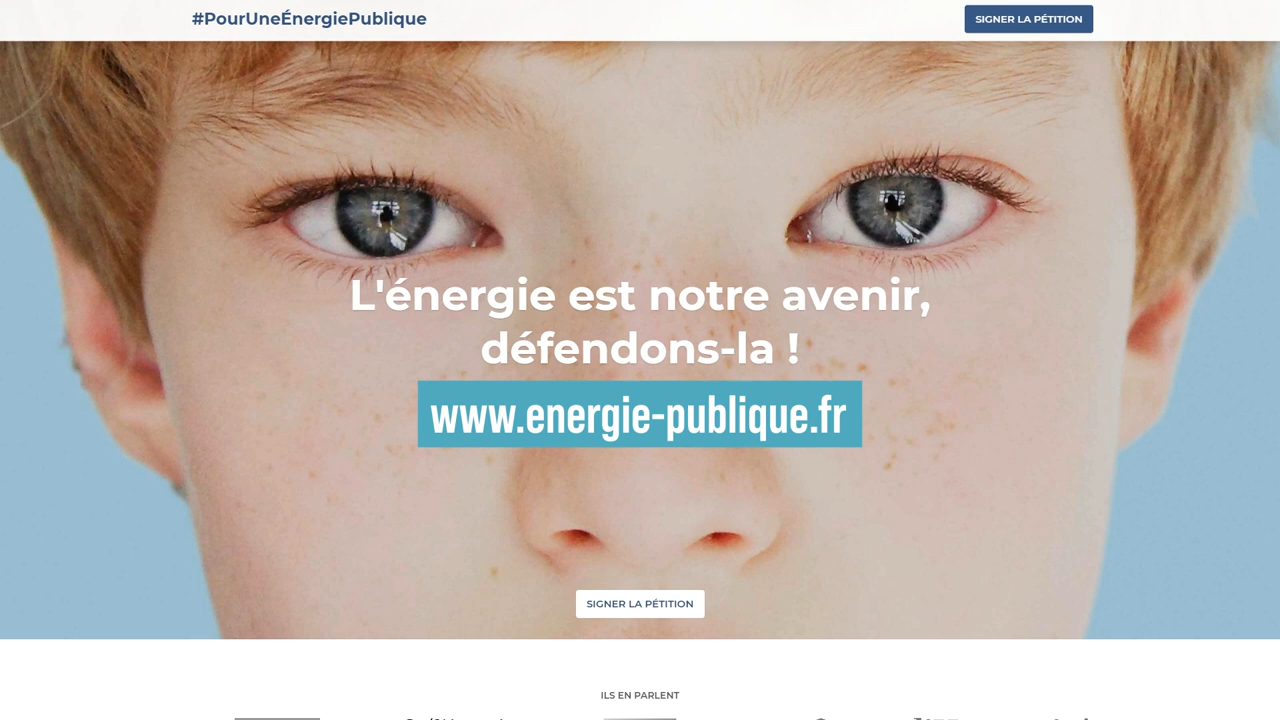 #PourUneÉnergiePublique
SIGNER LA PÉTITION
L'énergie est notre avenir,
défendons-la !
www.energie-publique.fr
SIGNER LA PÉTITION
ILS EN PARLENT